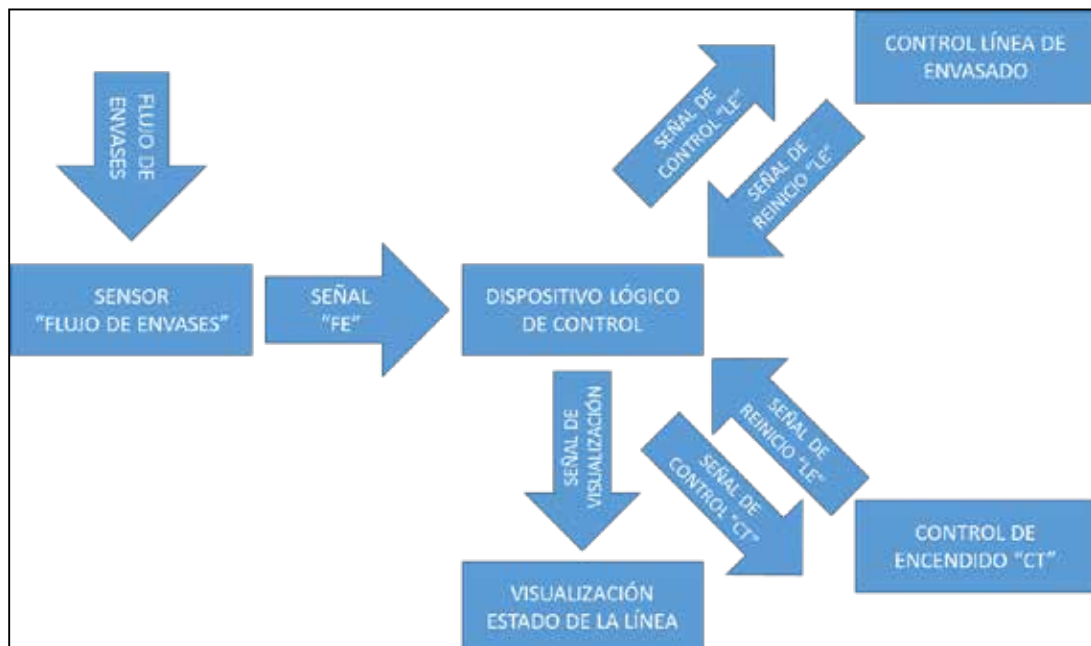 FLUJO DE
ENVASES
SENSOR
“FLUJO DE ENVASES”
SEÑAL
“FE”
DISPOSITIVO LÓGICO
DE CONTROL
SEÑAL DE
CONTROL “LE”
SEÑAL DE
REINICIO “LE”
CONTROL LÍNEA DE
ENVASADO
SEÑAL DE
VISUALIZACIÓN
VISUALIZACIÓN
ESTADO DE LA LÍNEA
SEÑAL DE
CONTROL “CT”
SEÑAL DE
REINICIO “LE”
CONTROL DE
ENCENDIDO “CT”